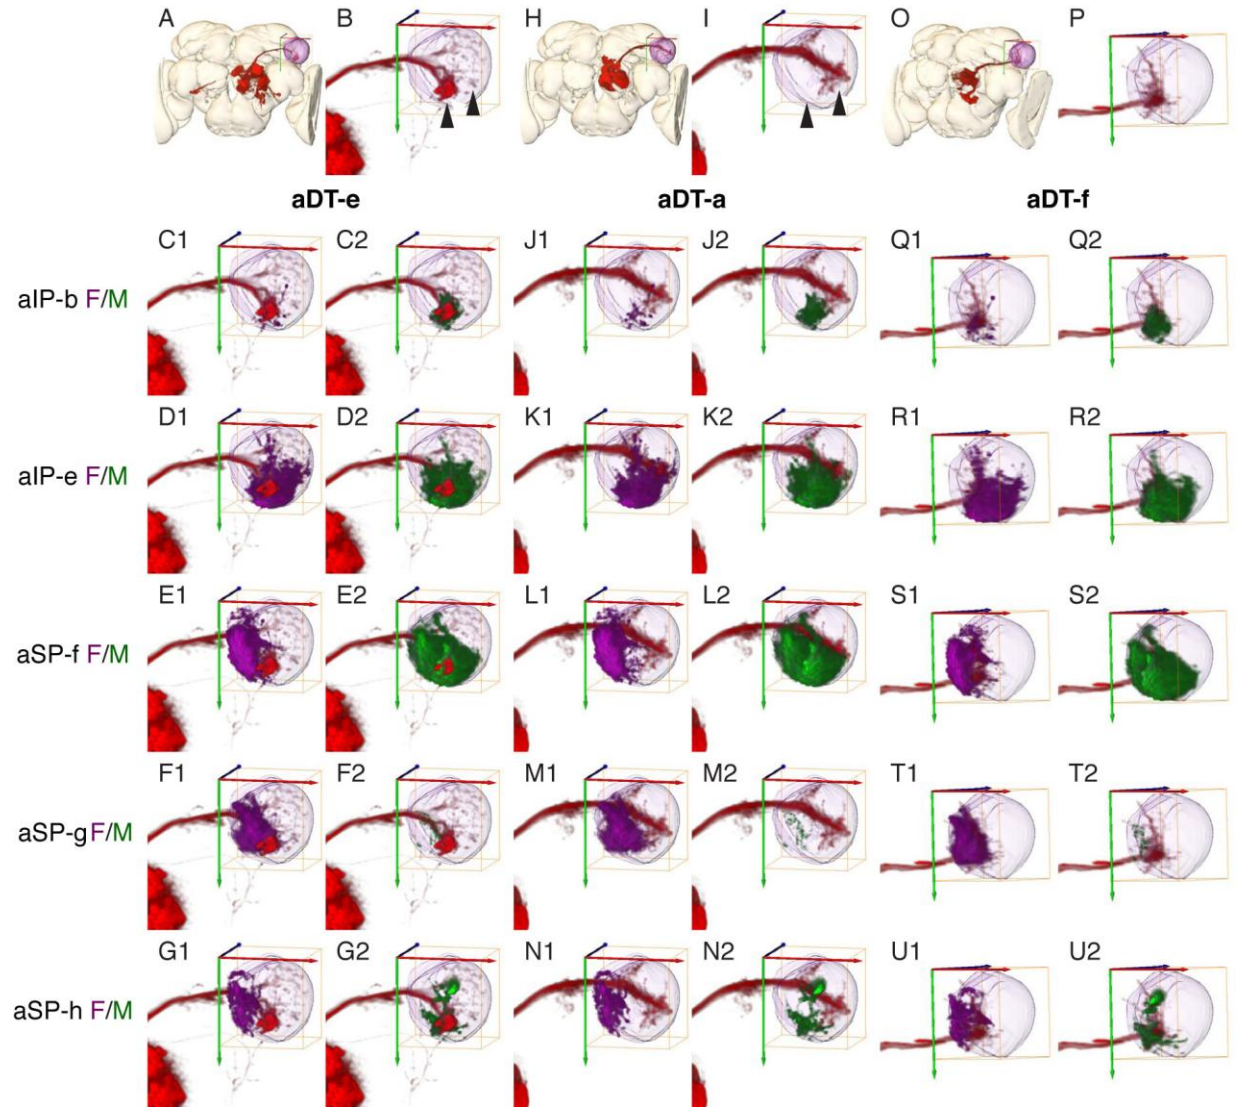 A B H I O P
aDT-e aDT-a aDT-f
C1 C2 J1 J2 Q1 Q2
aIP-b F/M
D1 D2 K1 K2 R1 R2
aIP-e F/M
E1 E2 L1 L2 S1 S2
aSP-f F/M
F1 F2 M1 M2 T1 T2
aSP-g F/M
G1 G2 N1 N2 U1 U2
aSP-h F/M